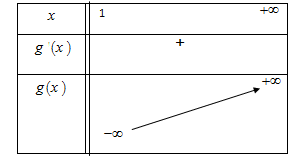 x 1 +∞
g '(x) +
g(x) +∞
-∞